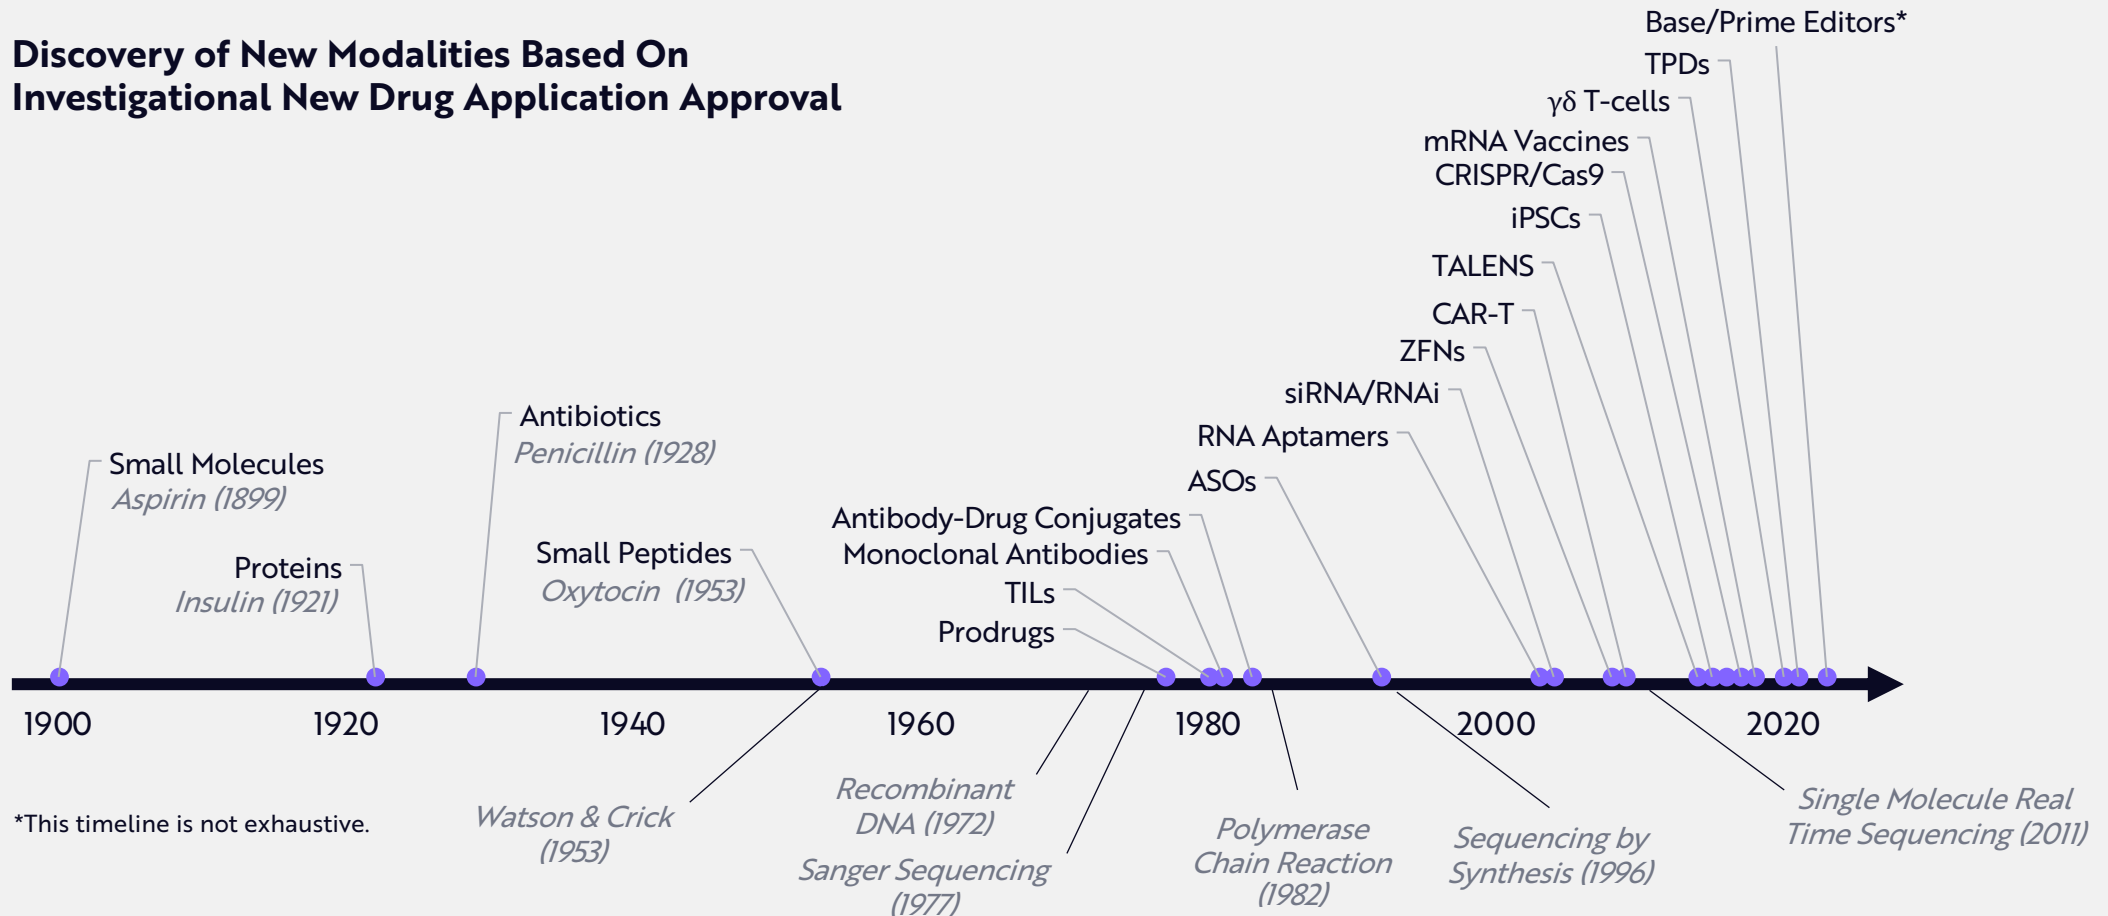 Discovery of New Modalities Based On
Investigational New Drug Application Approval
Base/Prime Editors*
TPDs
γδ T-cells
mRNA Vaccines
CRISPR/Cas9
iPSCs
TALENS
CAR-T
ZFNs
siRNA/RNAi
RNA Aptamers
ASOs
Antibody-Drug Conjugates
Monoclonal Antibodies
TILs
Prodrugs
Antibiotics
Penicillin (1928)
Small Molecules
Aspirin (1899)
Small Peptides
Oxytocin (1953)
Proteins
Insulin (1921)
1900
1920
1940
1960
1980
2000
2020
Watson & Crick
(1953)
Recombinant
DNA (1972)
Sanger Sequencing
(1977)
Polymerase
Chain Reaction
(1982)
Sequencing by
Synthesis (1996)
Single Molecule Real
Time Sequencing (2011)
*This timeline is not exhaustive.